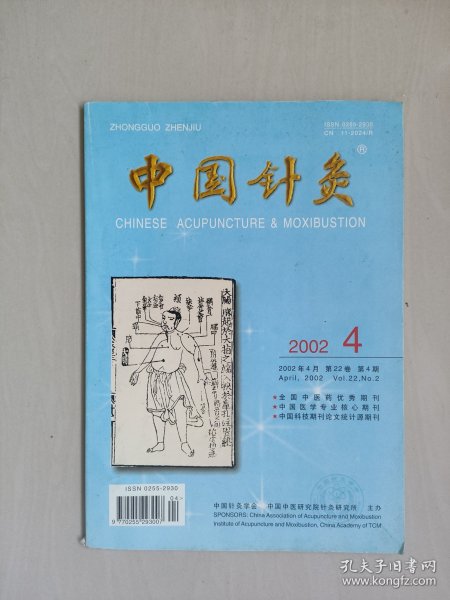 ZHONGGUO ZHENJIU
ISSN 0255-2930
CN 11-2024/R
中国针灸®
CHINESE ACUPUNCTURE & MOXIBUSTION
2002 4
2002年4月 第22卷 第4期
April, 2002 Vol.22,No.2
★全国中医药优秀期刊
★中国医学专业核心期刊
★中国科技期刊论文统计源期刊
ISSN 0255-2930
04>
9 770255 293007
中国针灸学会 中国中医研究院针灸研究所 主办
SPONSORS: China Association of Acupuncture and Moxibustion
Institute of Acupuncture and Moxibustion, China Academy of TCM
孔夫子旧书网
www.kongfz.com